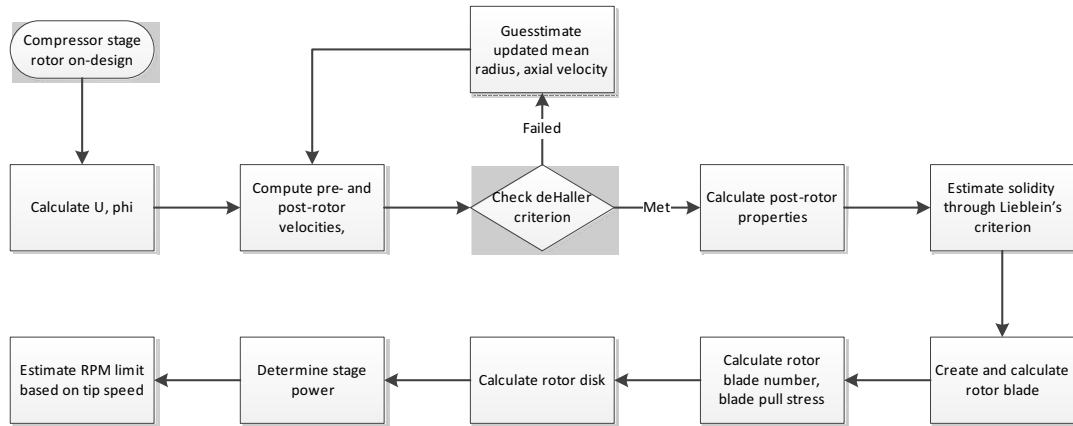 Compressor stage
rotor on-design
Guesstimate
updated mean
radius, axial velocity
Failed
Calculate U, phi
Compute pre- and
post-rotor
velocities,
Check deHaller
criterion
Met
Calculate post-rotor
properties
Estimate solidity
through Lieblein’s
criterion
Create and calculate
rotor blade
Calculate rotor
blade number,
blade pull stress
Calculate rotor disk
Determine stage
power
Estimate RPM limit
based on tip speed